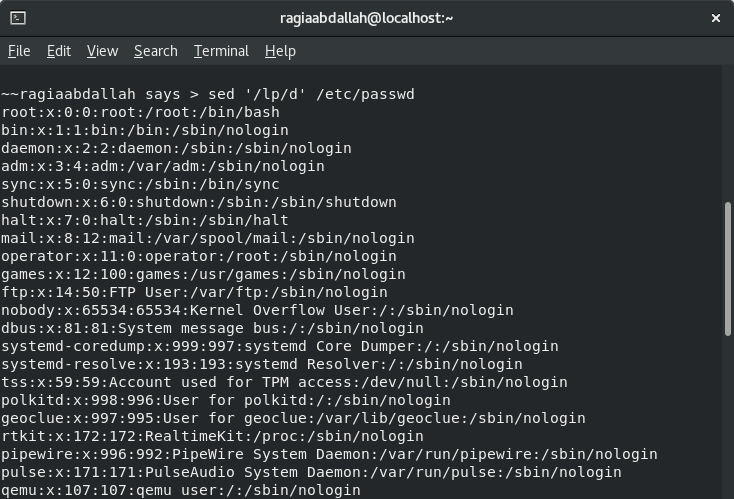 ragiaabdallah@localhost:~
File Edit View Search Terminal Help
~~ragiaabdallah says > sed '/lp/d' /etc/passwd
root:x:0:0:root:/root:/bin/bash
bin:x:1:1:bin:/bin:/sbin/nologin
daemon:x:2:2:daemon:/sbin:/sbin/nologin
adm:x:3:4:adm:/var/adm:/sbin/nologin
sync:x:5:0:sync:/sbin:/bin/sync
shutdown:x:6:0:shutdown:/sbin:/sbin/shutdown
halt:x:7:0:halt:/sbin:/sbin/halt
mail:x:8:12:mail:/var/spool/mail:/sbin/nologin
operator:x:11:0:operator:/root:/sbin/nologin
games:x:12:100:games:/usr/games:/sbin/nologin
ftp:x:14:50:FTP User:/var/ftp:/sbin/nologin
nobody:x:65534:65534:Kernel Overflow User:/:/sbin/nologin
dbus:x:81:81:System message bus:/:/sbin/nologin
systemd-coredump:x:999:997:systemd Core Dumper:/:/sbin/nologin
systemd-resolve:x:193:193:systemd Resolver:/:/sbin/nologin
tss:x:59:59:Account used for TPM access:/dev/null:/sbin/nologin
polkitd:x:998:996:User for polkitd:/:/sbin/nologin
geoclue:x:997:995:User for geoclue:/var/lib/geoclue:/sbin/nologin
rtkit:x:172:172:RealtimeKit:/proc:/sbin/nologin
pipewire:x:996:992:PipeWire System Daemon:/var/run/pipewire:/sbin/nologin
pulse:x:171:171:PulseAudio System Daemon:/var/run/pulse:/sbin/nologin
qemu:x:107:107:qemu user:/:/sbin/nologin